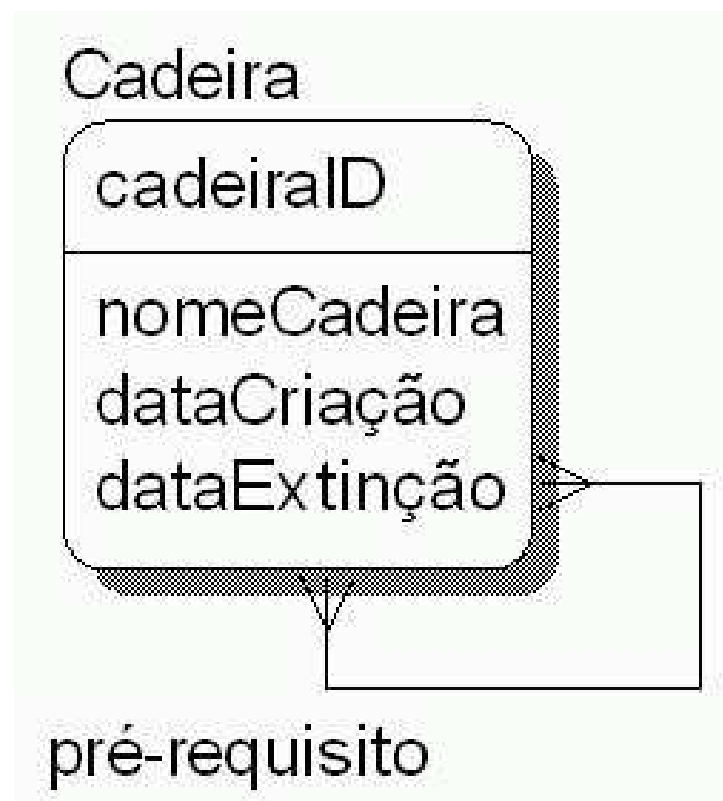 Cadeira
cadeiraID
nomeCadeira
dataCriação
dataExtinção
pré-requisito